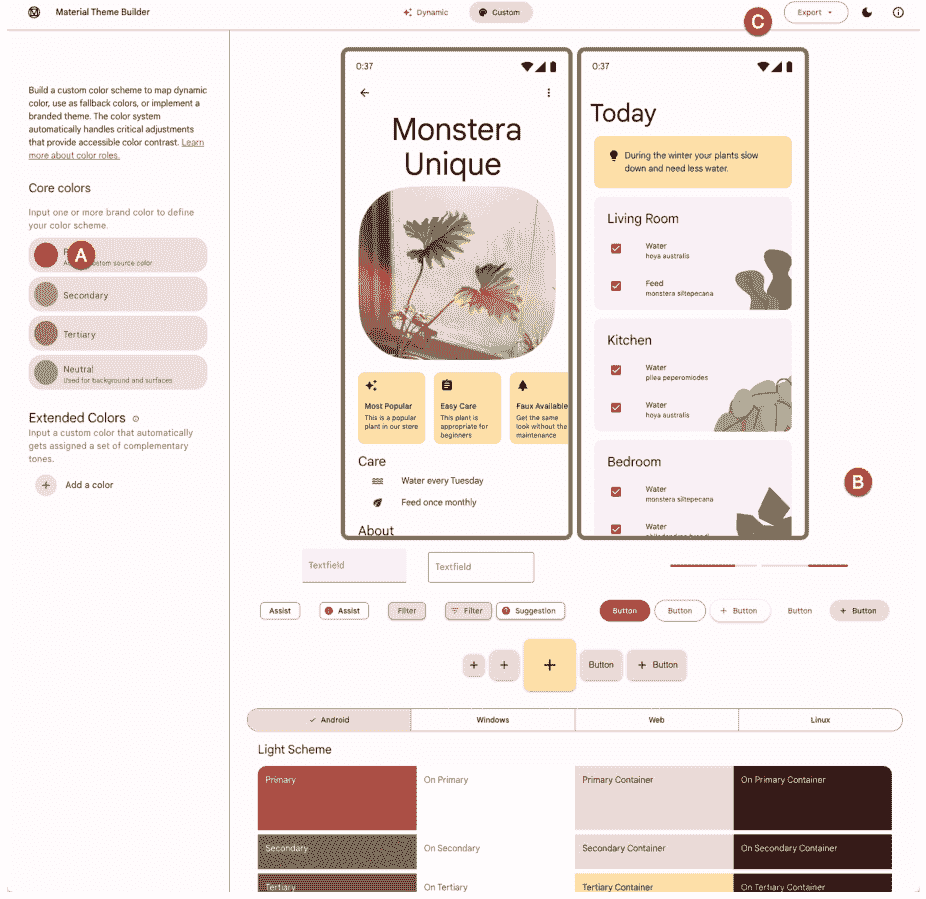 Material Theme Builder
Dynamic
Custom
C
Export
Build a custom color scheme to map dynamic
color, use as fallback colors, or implement a
branded theme. The color system
automatically handles critical adjustments
that provide accessible color contrast. Learn
more about color roles.
Core colors
Input one or more brand color to define
your color scheme.
A
custom source color
Secondary
Tertiary
Neutral
Used for background and surfaces
Extended Colors
Input a custom color that automatically
gets assigned a set of complementary
tones.
Add a color
0:37
Monstera
Unique
Most Popular
This is a popular
plant in our store
Easy Care
This plant is
appropriate for
beginners
Faux Available
Get the same
look without the
maintenance
Care
Water every Tuesday
Feed once monthly
About
0:37
Today
During the winter your plants slow
down and need less water.
Living Room
Water
hoya australis
Feed
monstera siltepecana
Kitchen
Water
pilea peperomiodes
Water
hoya australis
Bedroom
Water
monstera siltepecana
Water
B
Textfield
Textfield
Assist
Assist
Filter
Filter
Suggestion
Button
Button
+ Button
Button
+ Button
+
+
+
Button
+ Button
Android
Windows
Web
Linux
Light Scheme
Primary
On Primary
Primary Container
On Primary Container
Secondary
On Secondary
Secondary Container
On Secondary Container
Tertiary
On Tertiary
Tertiary Container
On Tertiary Container